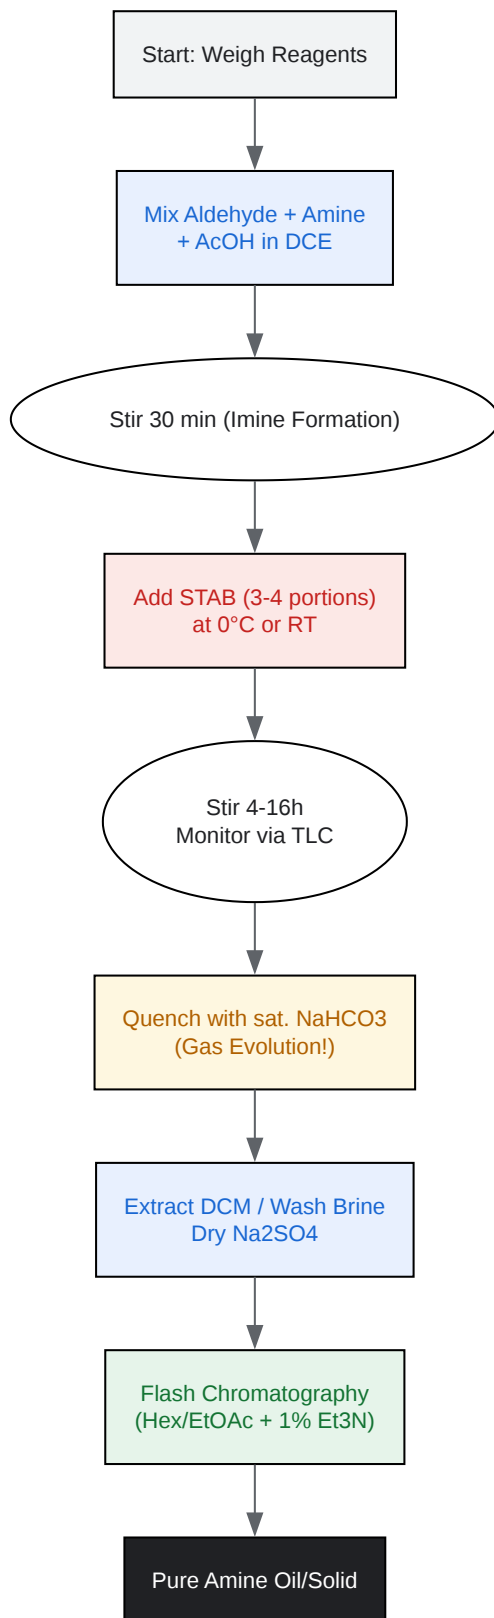 Start: Weigh Reagents
Mix Aldehyde + Amine
+ AcOH in DCE
Stir 30 min (Imine Formation)
Add STAB (3-4 portions)
at 0°C or RT
Stir 4-16h
Monitor via TLC
Quench with sat. NaHCO3
(Gas Evolution!)
Extract DCM / Wash Brine
Dry Na2SO4
Flash Chromatography
(Hex/EtOAc + 1% Et3N)
Pure Amine Oil/Solid